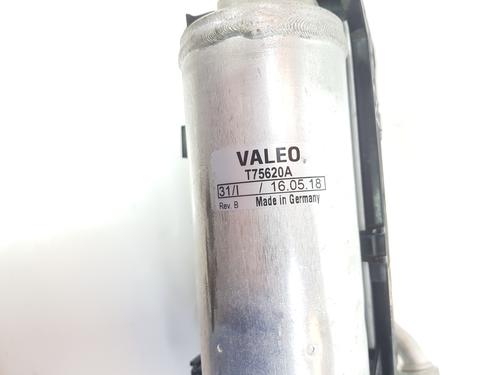 VALEO
T75620A
31/I / 16.05.18
Rev. B Made in Germany